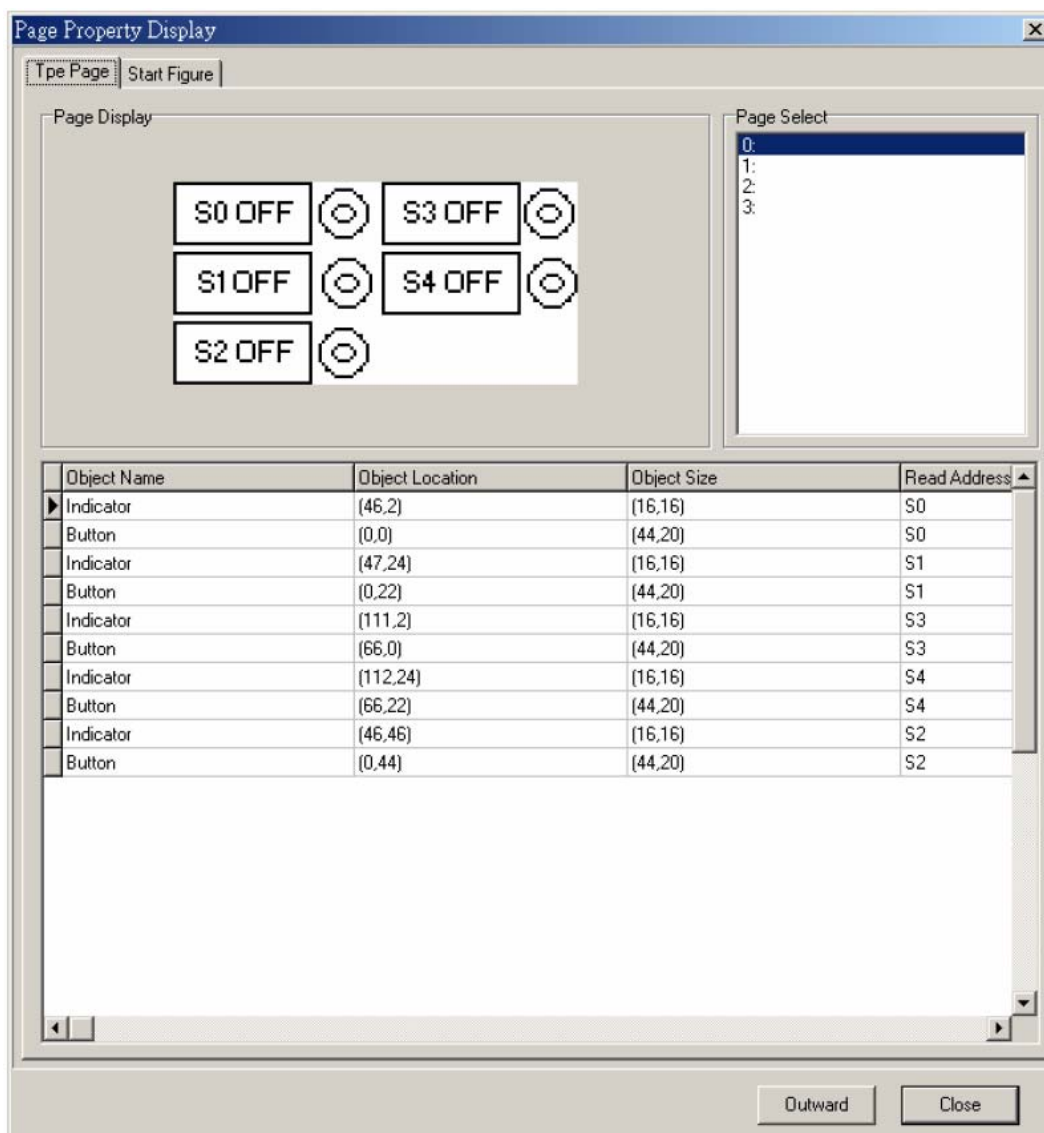 Page Property Display
Tpe Page Start Figure
Page Display
S0 OFF S3 OFF
S1 OFF S4 OFF
S2 OFF
Page Select
0:
1:
2:
3:
Object Name Object Location Object Size Read Address
Indicator (46,2) (16,16) S0
Button (0,0) (44,20) S0
Indicator (47,24) (16,16) S1
Button (0,22) (44,20) S1
Indicator (111,2) (16,16) S3
Button (66,0) (44,20) S3
Indicator (112,24) (16,16) S4
Button (66,22) (44,20) S4
Indicator (46,46) (16,16) S2
Button (0,44) (44,20) S2
Outward Close